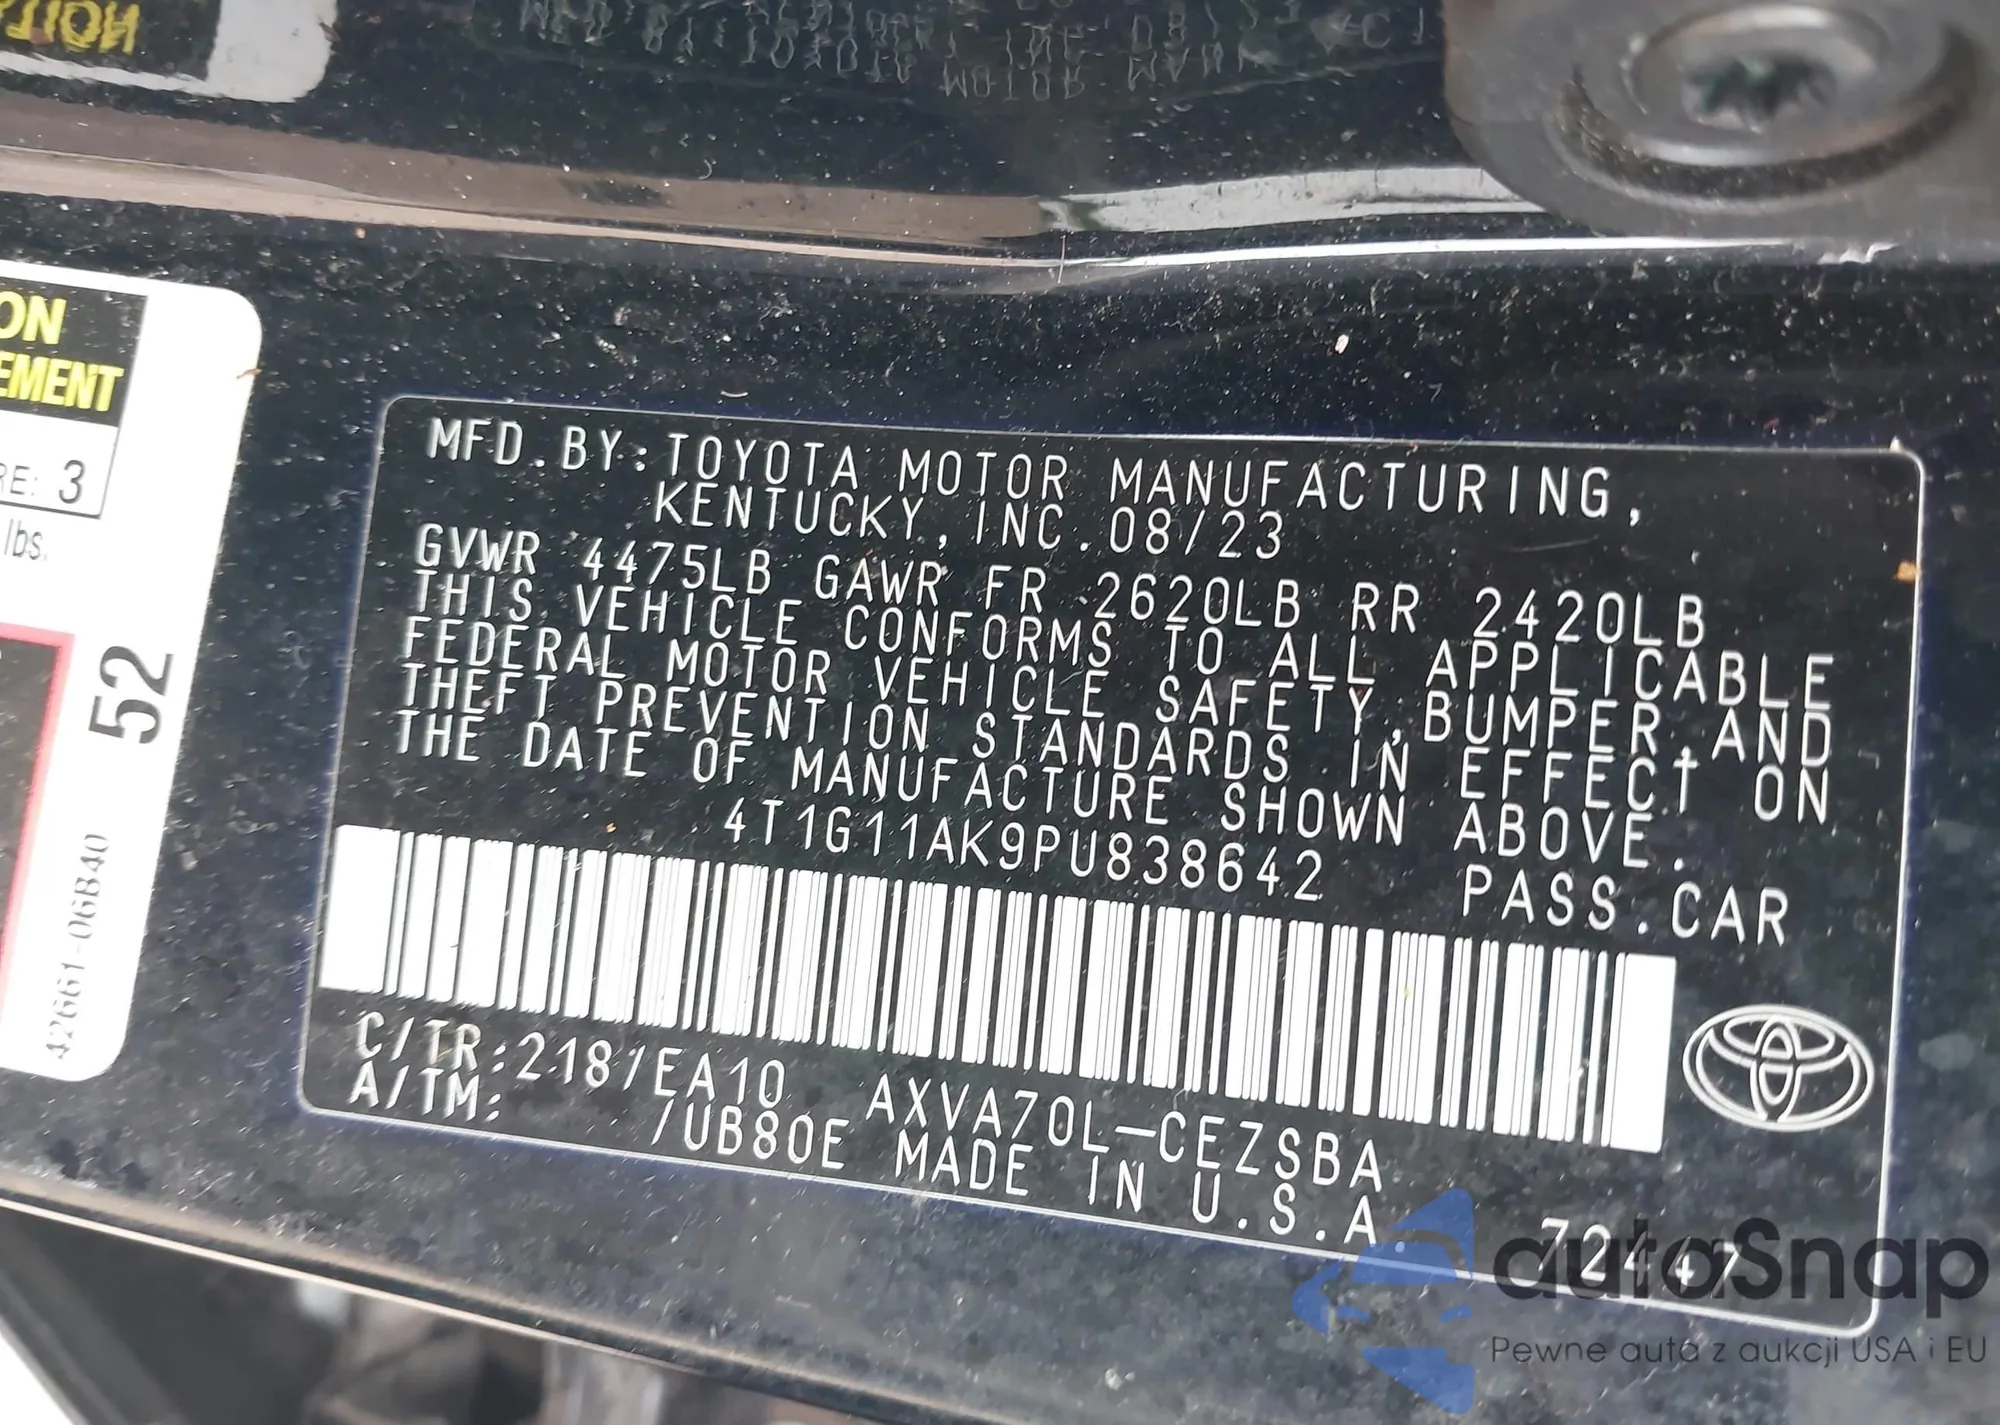 ON
EMENT
RE: 3
lbs.
52
42661-06B40
MFD.BY:TOYOTA MOTOR MANUFACTURING,
KENTUCKY,INC.08/23
GVWR 4475LB GAWR FR 2620LB RR 2420LB
THIS VEHICLE CONFORMS TO ALL APPLICABLE
FEDERAL MOTOR VEHICLE SAFETY,BUMPER,AND
THEFT PREVENTION STANDARDS IN EFFECT ON
THE DATE OF MANUFACTURE SHOWN ABOVE.
4T1G11AK9PU838642 PASS.CAR
C/TR:218/EA10 AXVA70L-CEZSBA
A/TM: /UB80E MADE IN U.S.A. 72447
autoSnap
Pewne auta z aukcji USA i EU